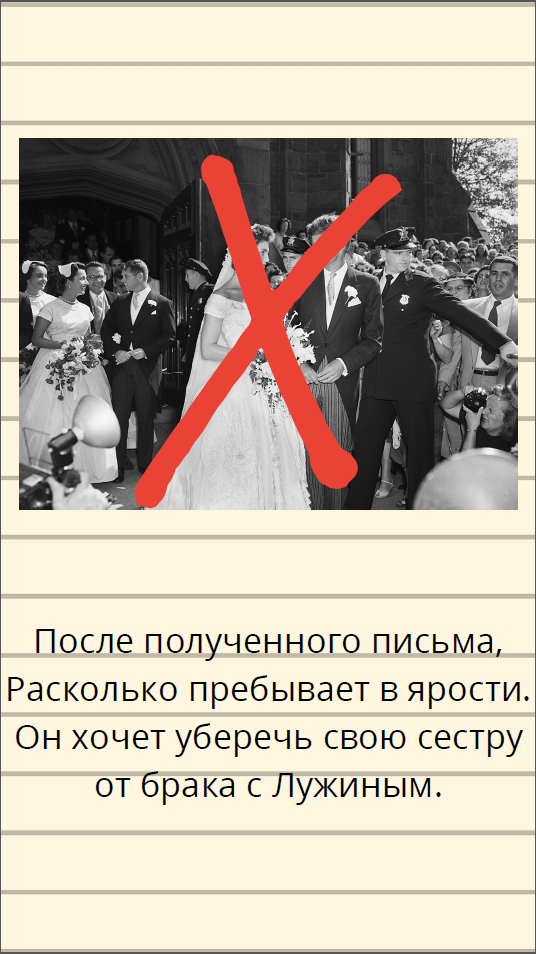 После полученного письма,
Расколько пребывает в ярости.
Он хочет уберечь свою сестру
от брака с Лужиным.